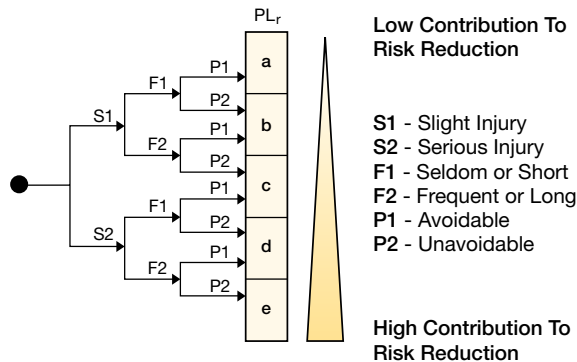 PLr
Low Contribution To
Risk Reduction
a
P1
F1
P2
b
S1
P1
F2
P2
c
P1
F1
P2
d
S2
P1
F2
P2
e
S1 - Slight Injury
S2 - Serious Injury
F1 - Seldom or Short
F2 - Frequent or Long
P1 - Avoidable
P2 - Unavoidable
High Contribution To
Risk Reduction